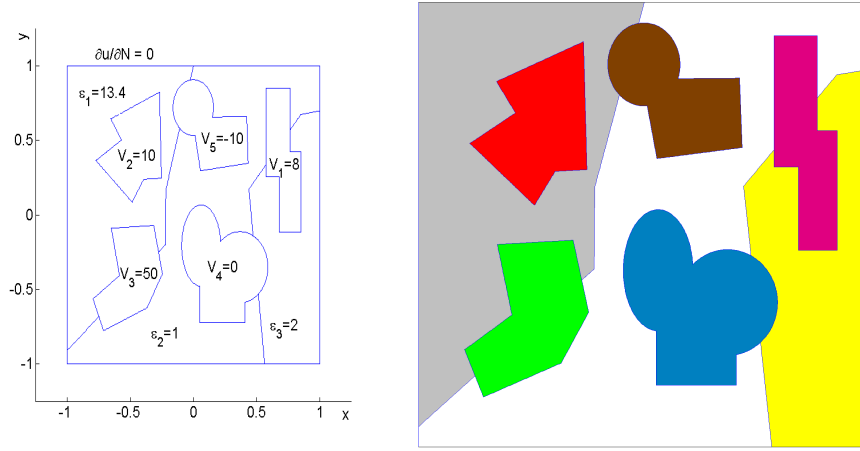 y
∂u/∂N = 0
1
ε₁=13.4
0.5
V₅=-10
V₂=10
V₁=8
0
V₃=50
V₄=0
-0.5
ε₂=1
ε₃=2
-1
-1
-0.5
0
0.5
1
x